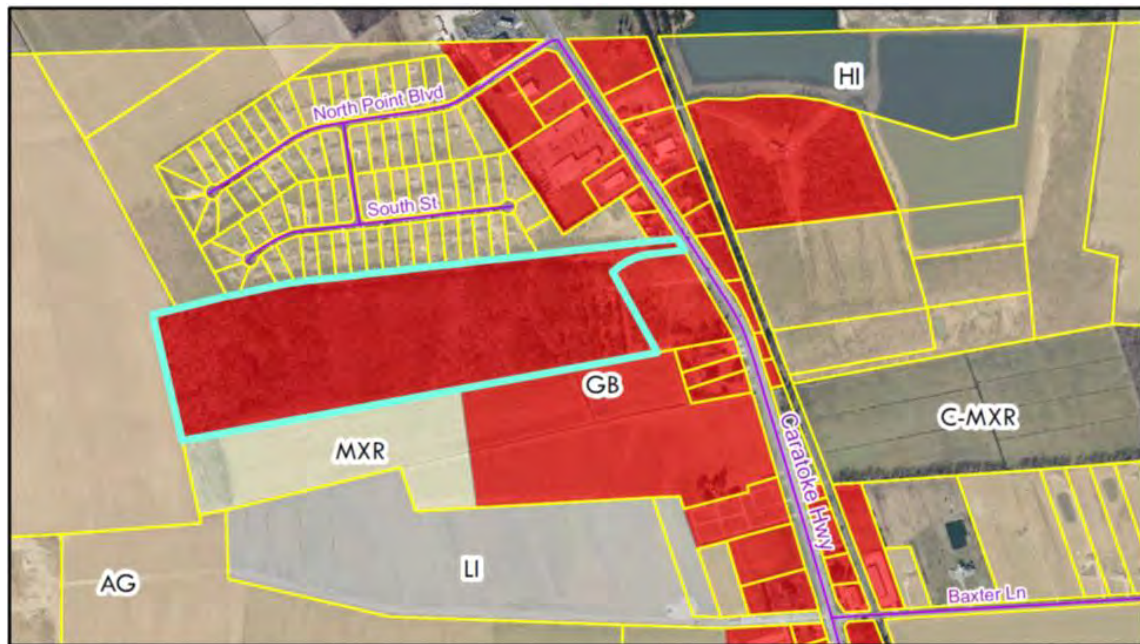 HI
North Point Blvd
South St
GB
C-MXR
MXR
Caratoke Hwy
LI
AG
Baxter Ln